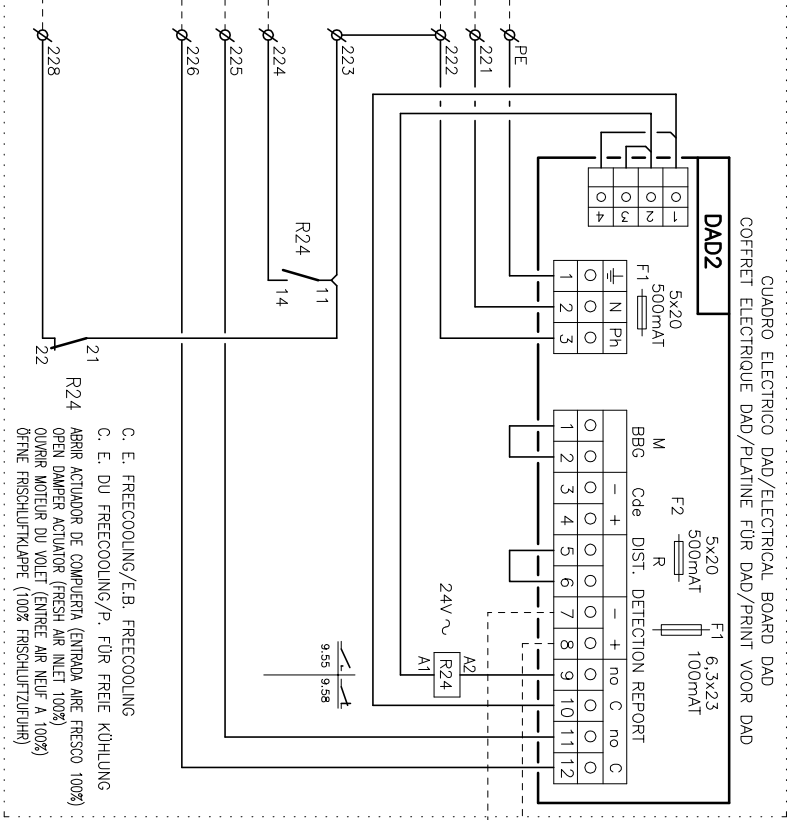 CUADRO ELECTRICO DAD/ELECTRICAL BOARD DAD
COFFRET ELECTRIQUE DAD/PLATINE FÜR DAD/PRINT VOOR DAD
DAD2
1 2 3 4
F1 5x20 500mAT
⏚ N Ph
1 2 3
F2 5x20 500mAT
F1 6,3x23 100mAT
M R
BBG Cde DIST. DETECTION REPORT
- + - + no C no C
1 2 3 4 5 6 7 8 9 10 11 12
24V ~
A1 R24 A2
9.55 9.58
PE
221
222
223
224
225
226
228
R24
11
14
21
22
R24
C. E. FREECOOLING/E.B. FREECOOLING
C. E. DU FREECOOLING/P. FÜR FREIE KÜHLUNG
ABRIR ACTUADOR DE COMPUERTA (ENTRADA AIRE FRESCO 100%)
OPEN DAMPER ACTUATOR (FRESH AIR INLET 100%)
OUVRIR MOTEUR DU VOLET (ENTREE AIR NEUF A 100%)
ÖFFNE FRISCHLUFTKLAPPE (100% FRISCHLUFTZUFUHR)